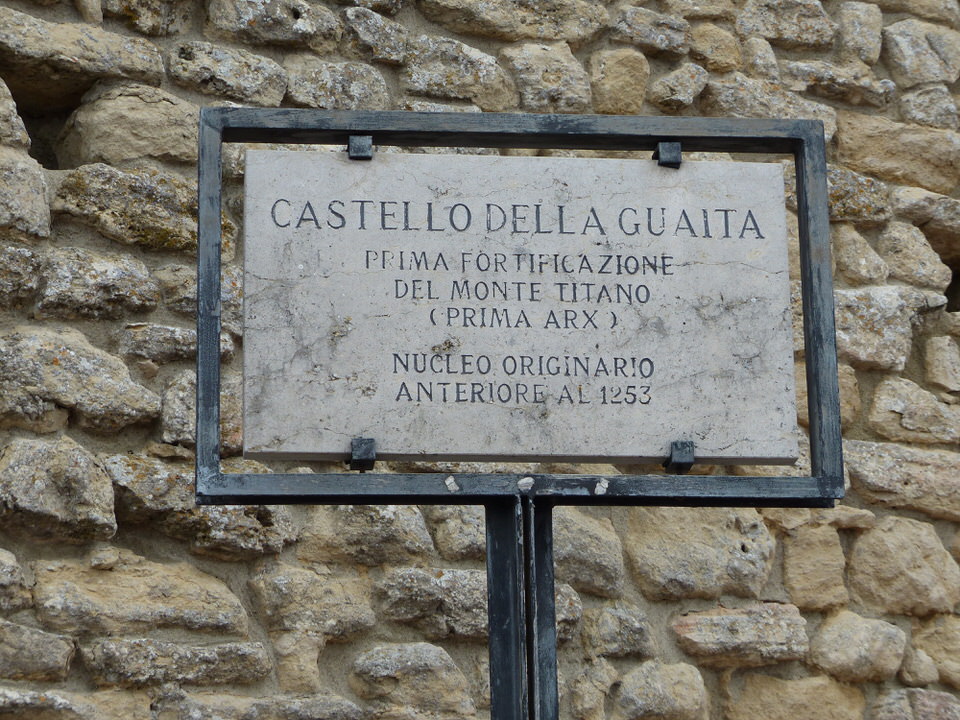 CASTELLO DELLA GUAITA
PRIMA FORTIFICAZIONE
DEL MONTE TITANO
(PRIMA ARX)
NUCLEO ORIGINARIO
ANTERIORE AL 1253